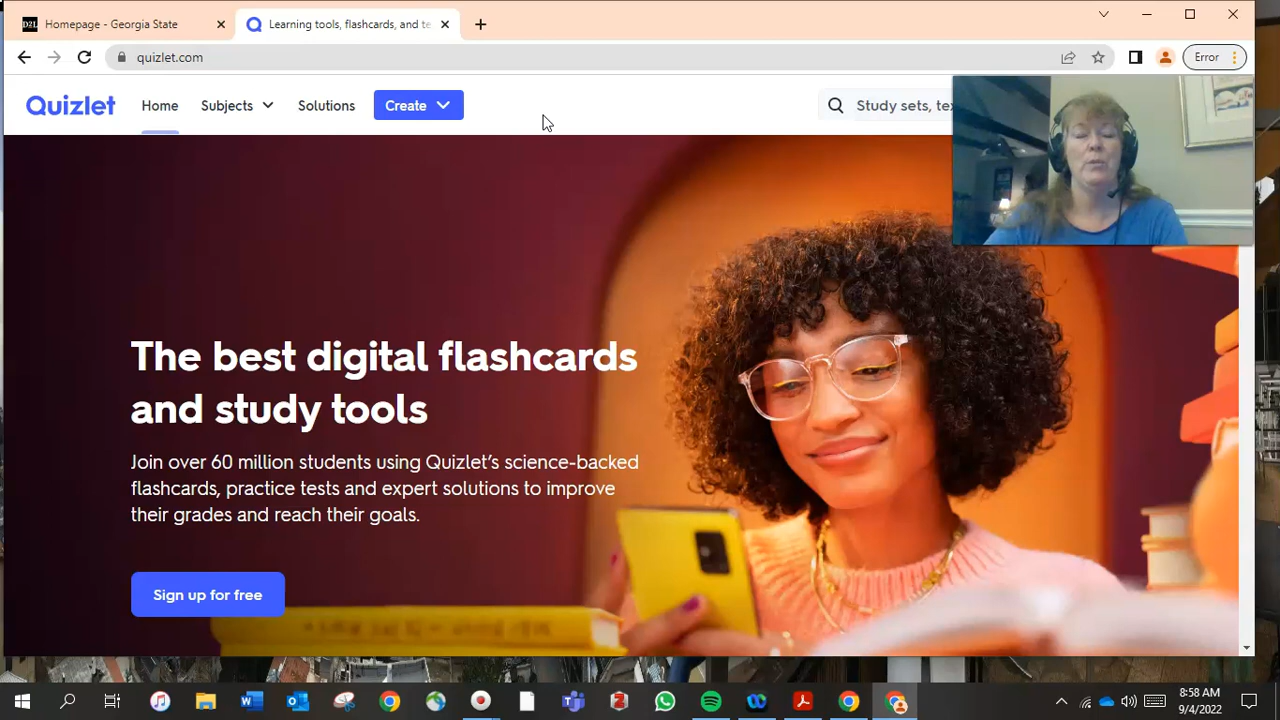 D2L Homepage - Georgia State
Learning tools, flashcards, and te
quizlet.com
Error
Quizlet
Home
Subjects
Solutions
Create
Study sets, te
The best digital flashcards
and study tools
Join over 60 million students using Quizlet's science-backed
flashcards, practice tests and expert solutions to improve
their grades and reach their goals.
Sign up for free
8:58 AM
9/4/2022